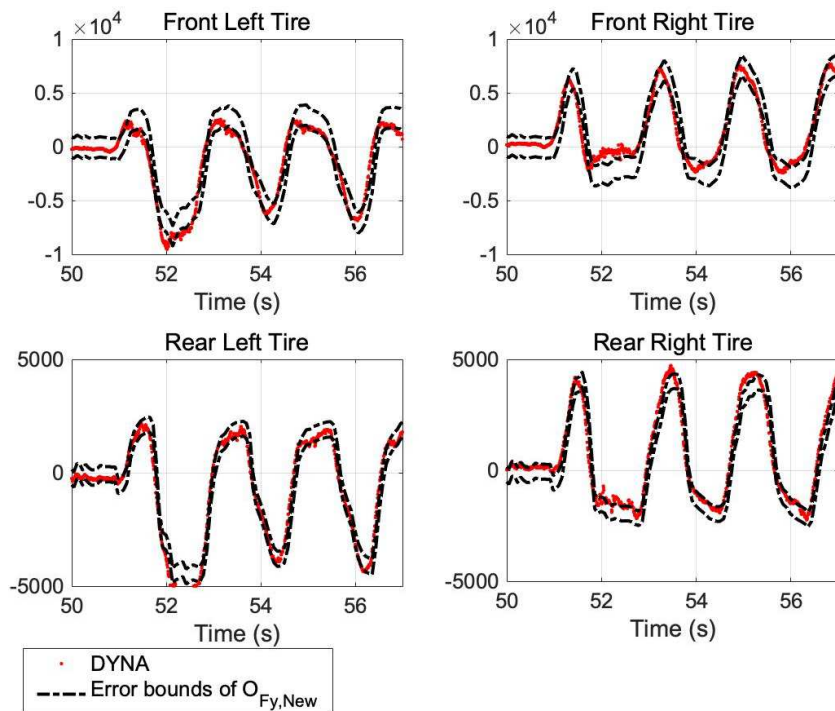 ×10⁴ Front Left Tire
1
0.5
0
-0.5
-1
50 52 54 56
Time (s)
×10⁴ Front Right Tire
1
0.5
0
-0.5
-1
50 52 54 56
Time (s)
Rear Left Tire
5000
0
-5000
50 52 54 56
Time (s)
Rear Right Tire
5000
0
-5000
50 52 54 56
Time (s)
DYNA
Error bounds of O_Fy,New